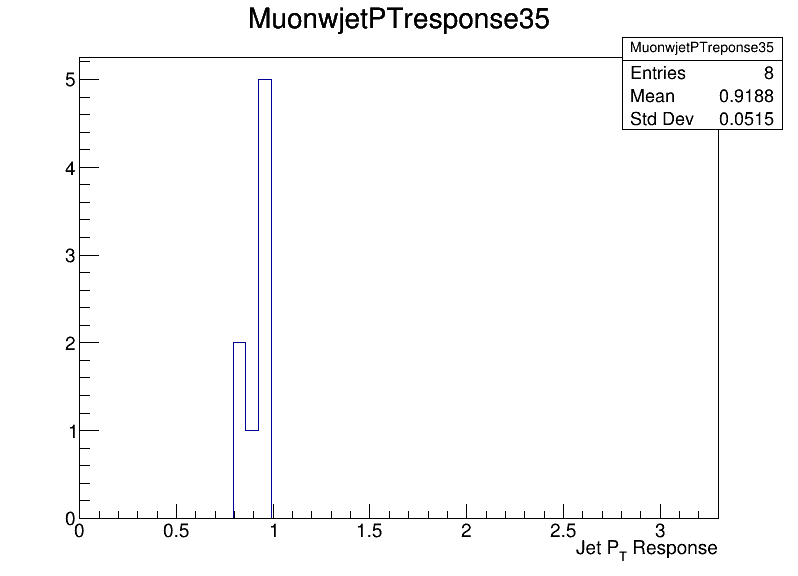 MuonwjetPTresponse35
MuonwjetPTreponse35
Entries 8
Mean 0.9188
Std Dev 0.0515
5
4
3
2
1
0
0 0.5 1 1.5 2 2.5 3
Jet PT Response